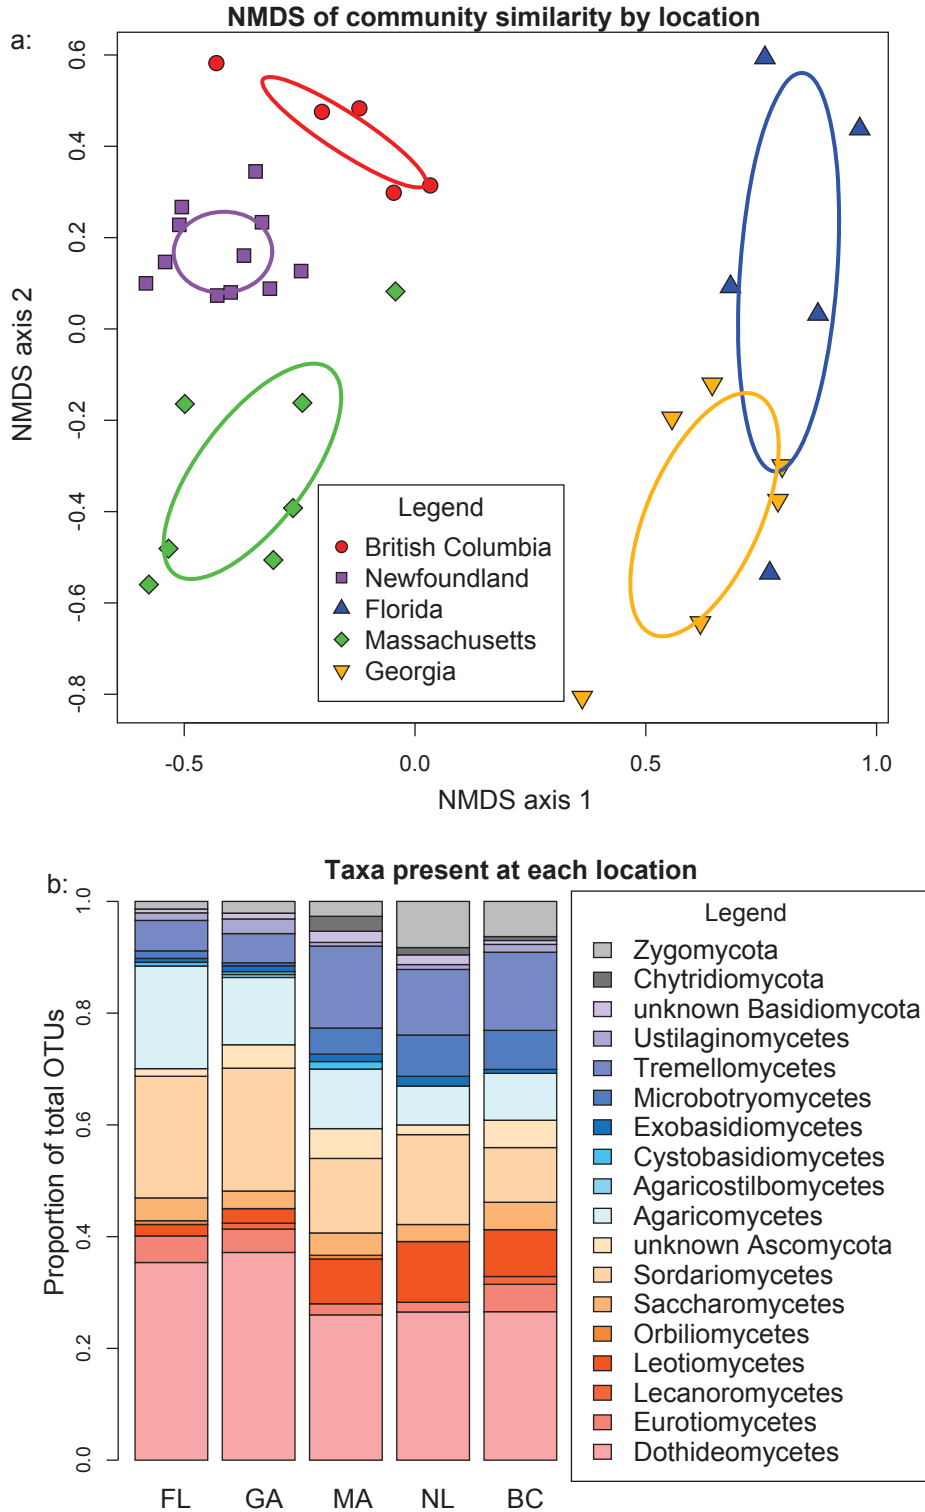 NMDS of community similarity by location
a:
0.6
0.4
0.2
0.0
-0.2
-0.4
-0.6
-0.8
NMDS axis 2
Legend
British Columbia
Newfoundland
Florida
Massachusetts
Georgia
-0.5
0.0
0.5
1.0
NMDS axis 1
Taxa present at each location
b:
1.0
0.8
0.6
0.4
0.2
0.0
Proportion of total OTUs
Legend
Zygomycota
Chytridiomycota
unknown Basidiomycota
Ustilaginomycetes
Tremellomycetes
Microbotryomycetes
Exobasidiomycetes
Cystobasidiomycetes
Agaricostilbomycetes
Agaricomycetes
unknown Ascomycota
Sordariomycetes
Saccharomycetes
Orbiliomycetes
Leotiomycetes
Lecanoromycetes
Eurotiomycetes
Dothideomycetes
FL GA MA NL BC